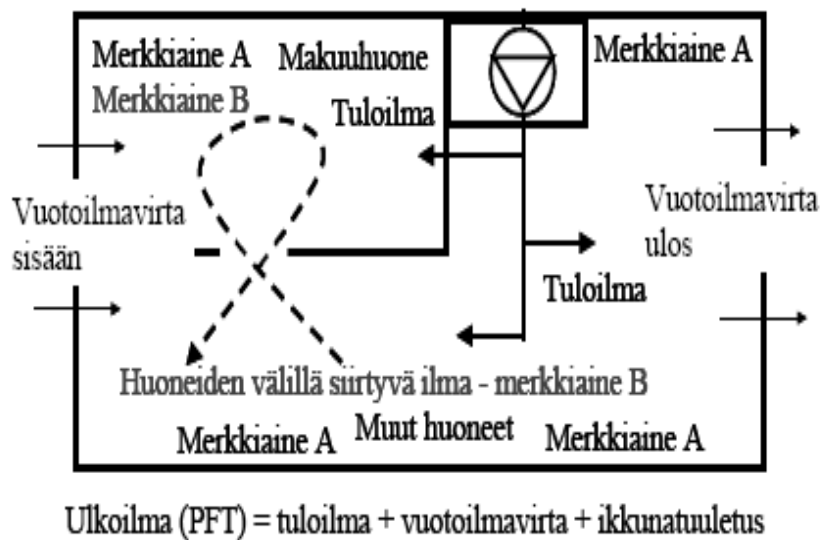 Merkkiaine A
Merkkiaine B
Makuuhuone
Tuloilma
Merkkiaine A
Vuotoilmavirta
sisään
Vuotoilmavirta
ulos
Tuloilma
Huoneiden välillä siirtyvä ilma - merkkiaine B
Merkkiaine A
Muut huoneet
Merkkiaine A
Ulkoilma (PFT) = tuloilma + vuotoilmavirta + ikkunatuuletus